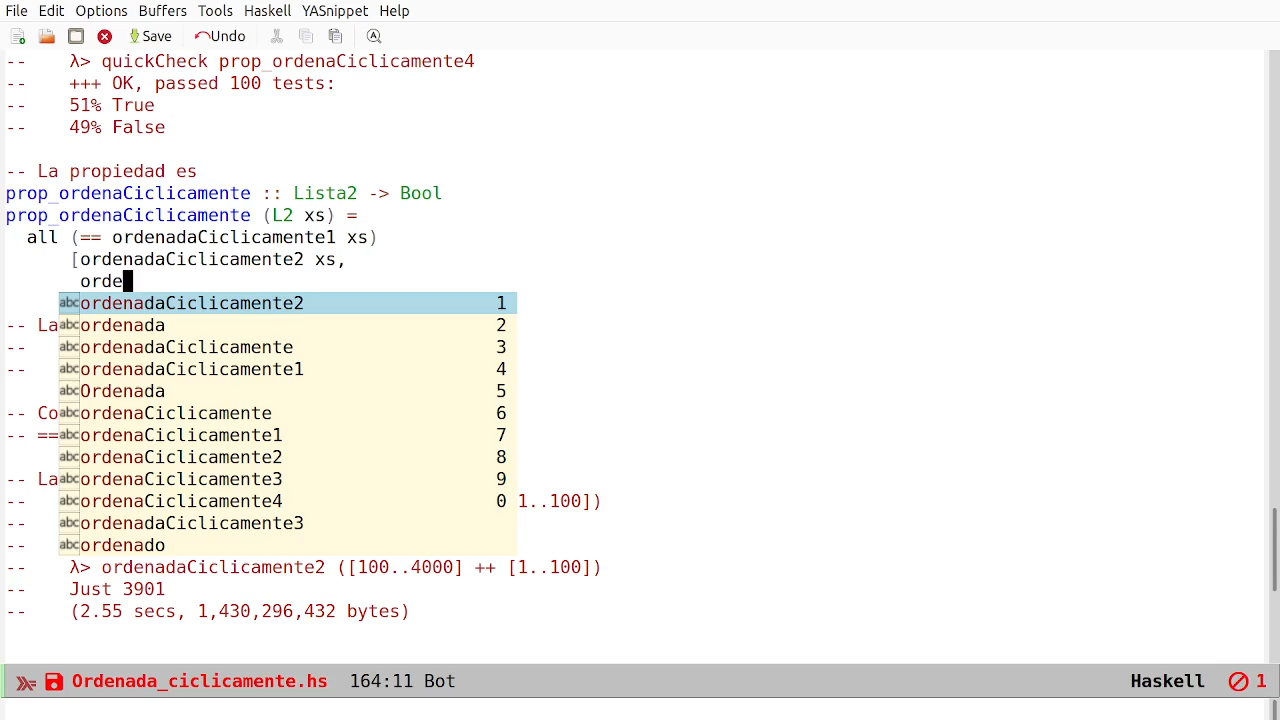 File Edit Options Buffers Tools Haskell YASnippet Help
Save Undo
--    λ> quickCheck prop_ordenaCiclicamente4
--    +++ OK, passed 100 tests:
--    51% True
--    49% False
-- La propiedad es
prop_ordenaCiclicamente :: Lista2 -> Bool
prop_ordenaCiclicamente (L2 xs) =
  all (== ordenadaCiclicamente1 xs)
      [ordenadaCiclicamente2 xs,
       orde
abc ordenadaCiclicamente2 1
-- La abc ordenada 2
-- abc ordenadaCiclicamente 3
-- abc ordenadaCiclicamente1 4
abc Ordenada 5
-- Co abc ordenaCiclicamente 6
-- == abc ordenaCiclicamente1 7
abc ordenaCiclicamente2 8
-- La abc ordenaCiclicamente3 9
-- abc ordenaCiclicamente4 0 1..100])
-- abc ordenadaCiclicamente3
-- abc ordenado
--    λ> ordenadaCiclicamente2 ([100..4000] ++ [1..100])
--    Just 3901
--    (2.55 secs, 1,430,296,432 bytes)
Ordenada_ciclicamente.hs 164:11 Bot Haskell 1